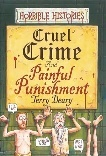 HORRIBLE HISTORIES
Cruel
Crime
And
Painful
Punishment
Terry Deary